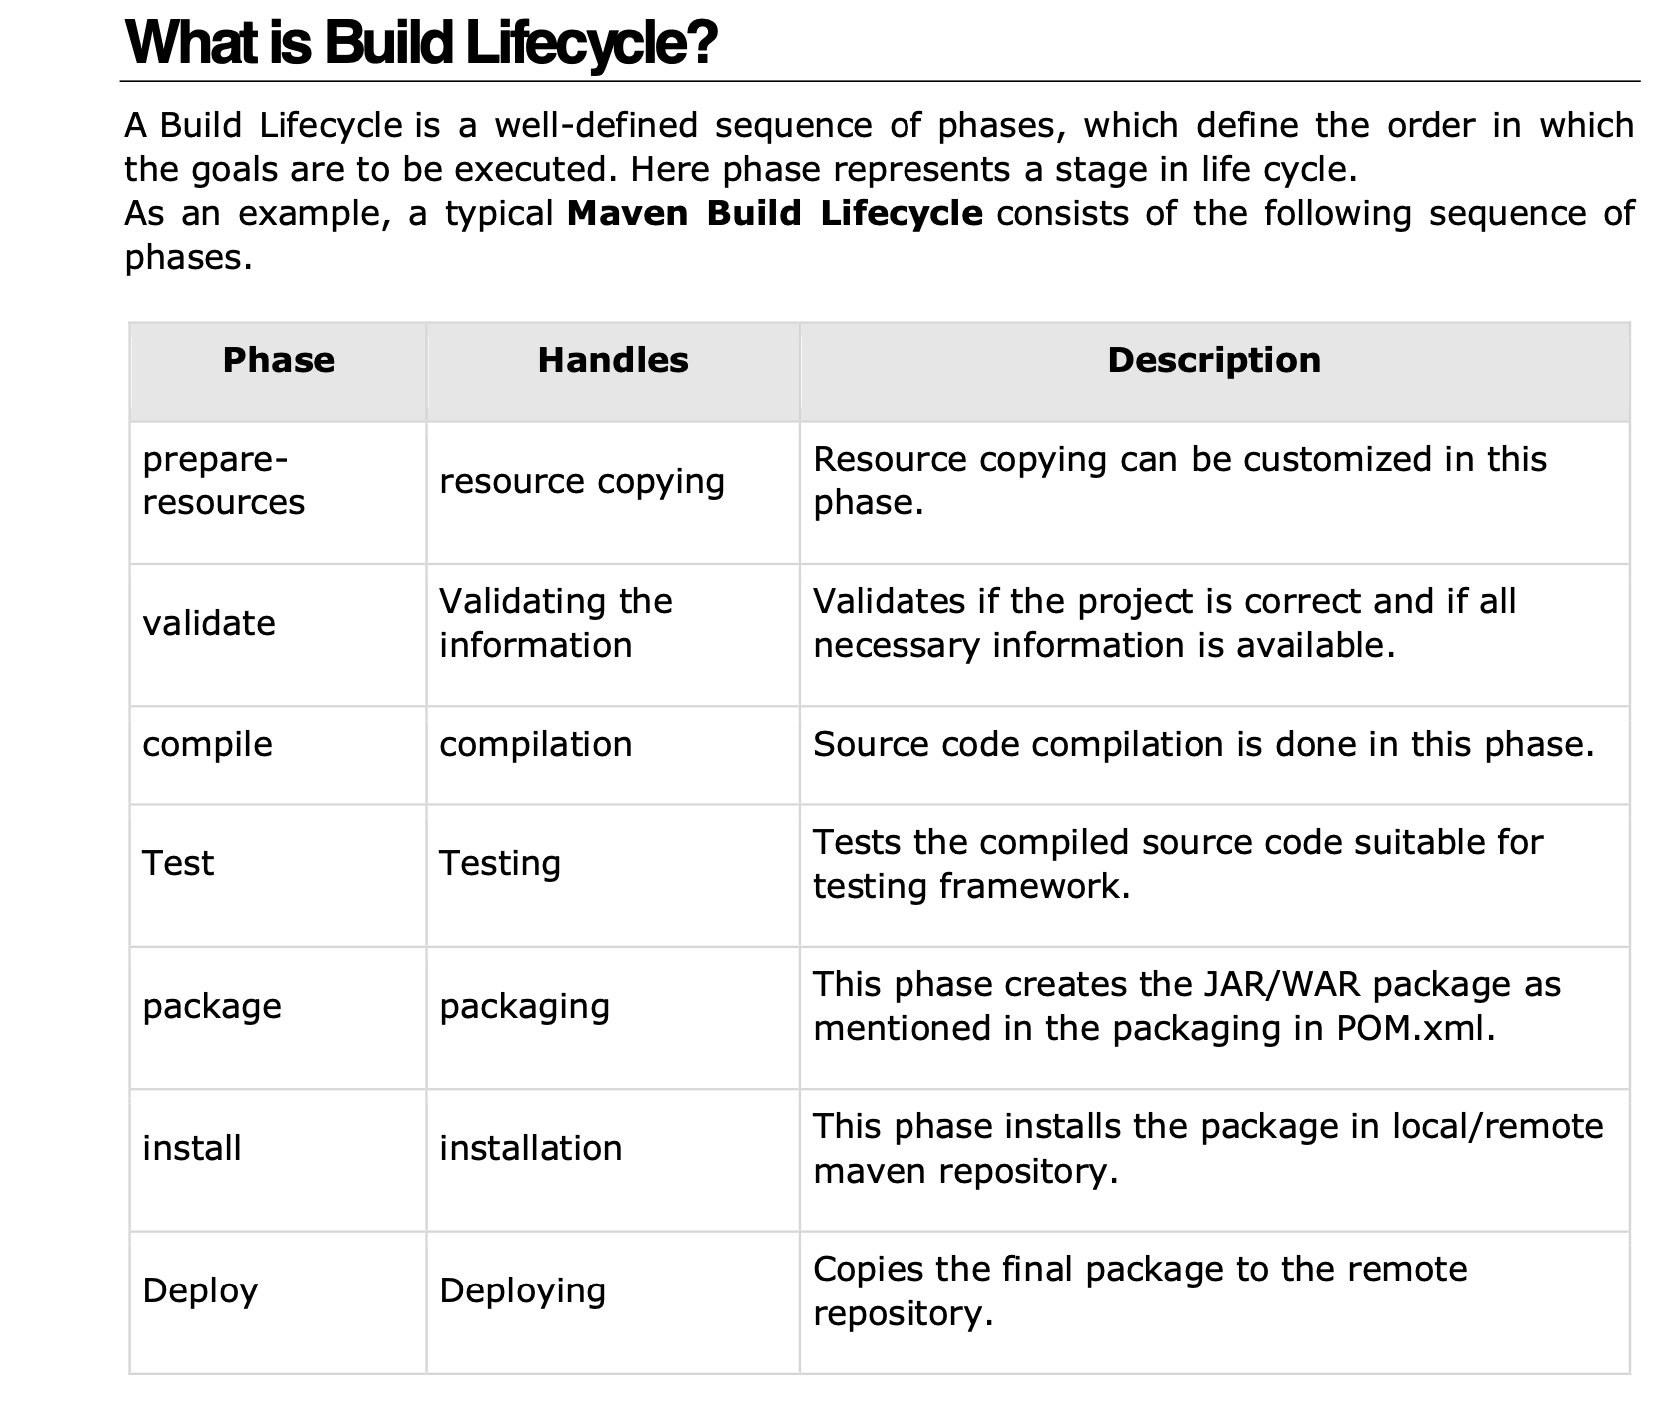 What is Build Lifecycle?
A Build Lifecycle is a well-defined sequence of phases, which define the order in which
the goals are to be executed. Here phase represents a stage in life cycle.
As an example, a typical Maven Build Lifecycle consists of the following sequence of
phases.
Phase Handles Description
prepare-
resources
resource copying
Resource copying can be customized in this
phase.
validate
Validating the
information
Validates if the project is correct and if all
necessary information is available.
compile
compilation
Source code compilation is done in this phase.
Test
Testing
Tests the compiled source code suitable for
testing framework.
package
packaging
This phase creates the JAR/WAR package as
mentioned in the packaging in POM.xml.
install
installation
This phase installs the package in local/remote
maven repository.
Deploy
Deploying
Copies the final package to the remote
repository.